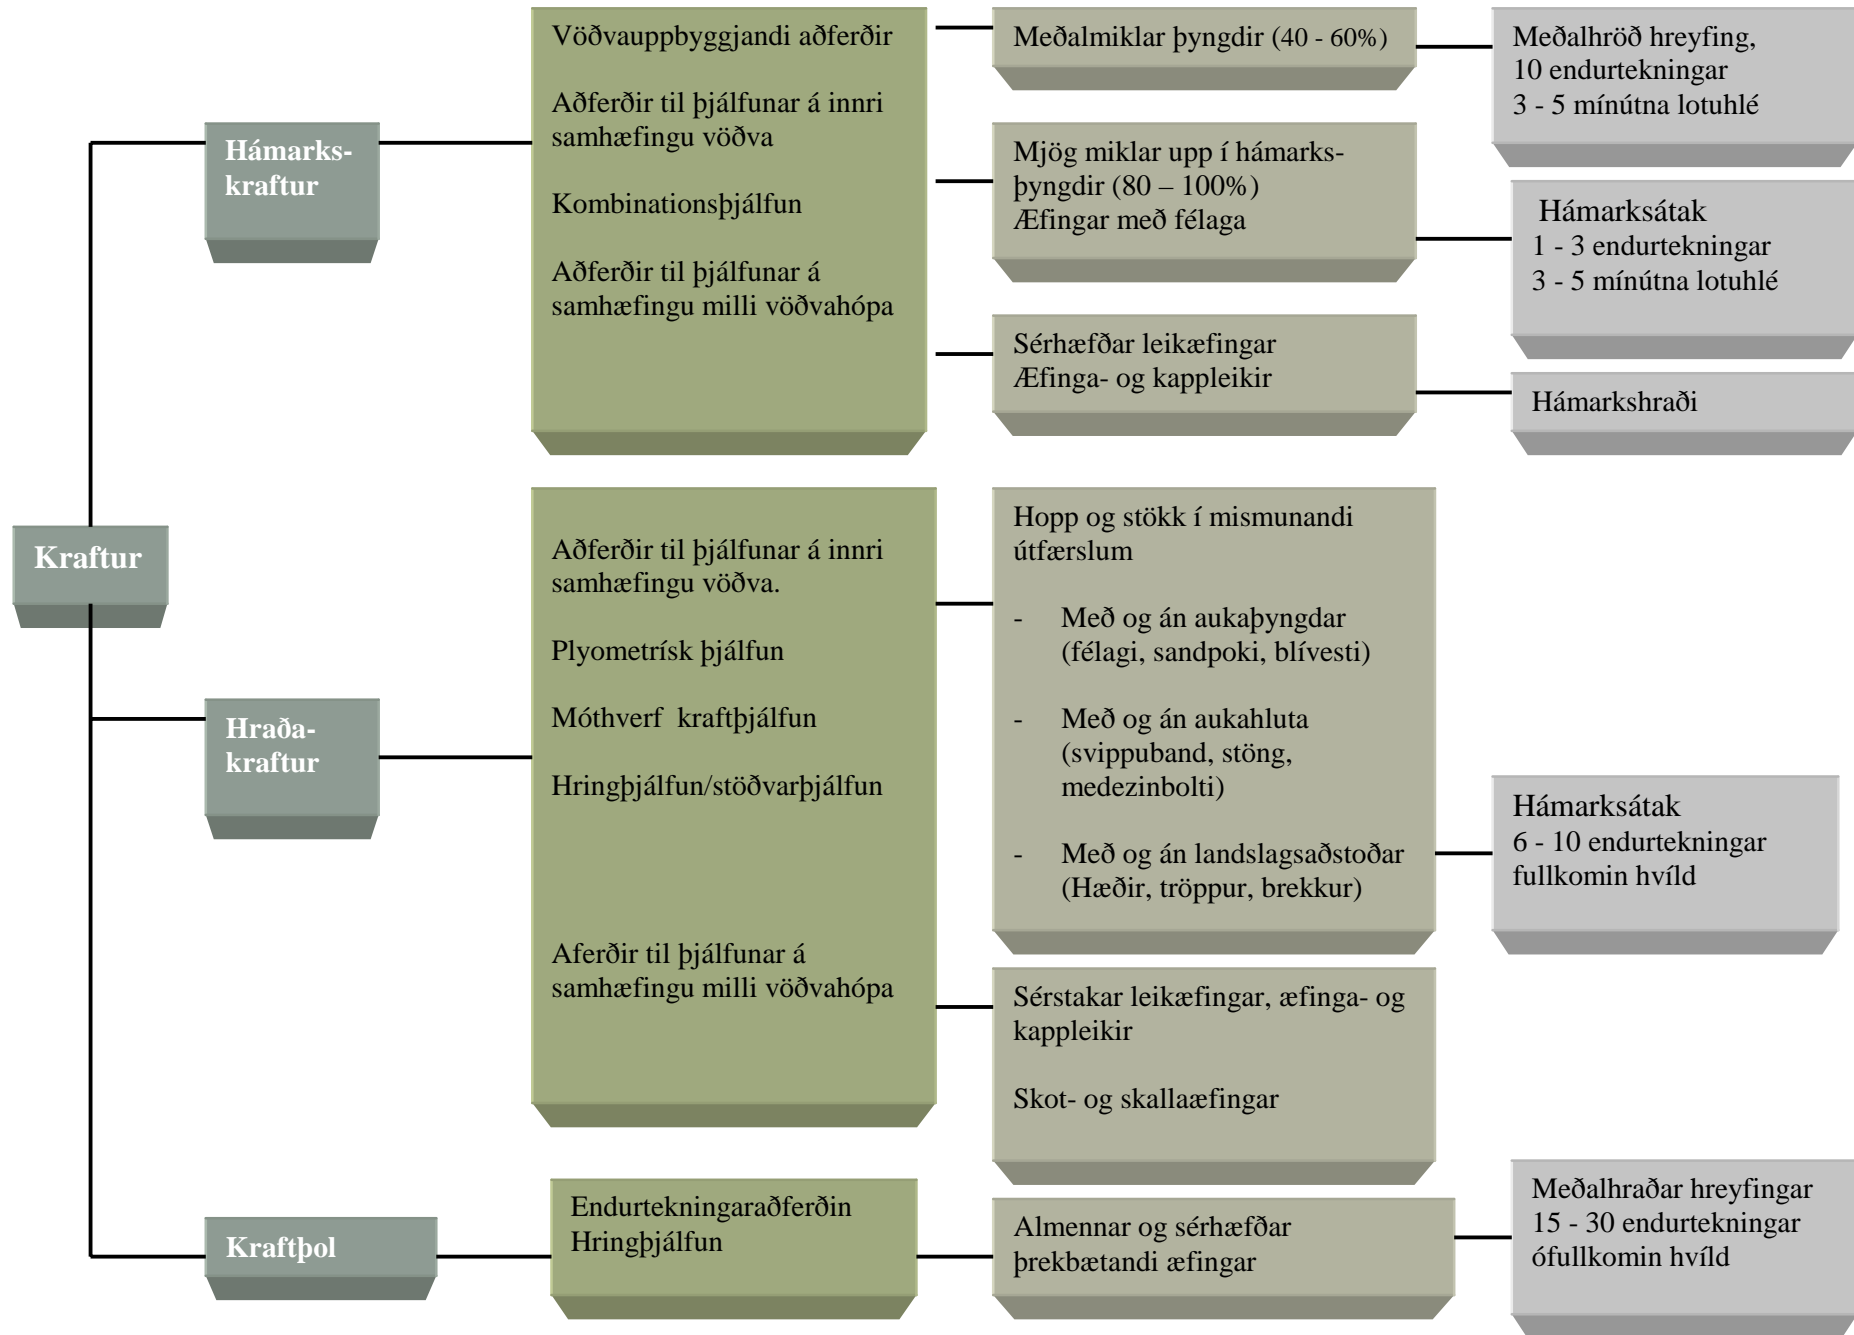 Kraftur
Hámarks-
kraftur
Vöðvauppbyggjandi aðferðir
Aðferðir til þjálfunar á innri
samhæfingu vöðva
Kombinationsþjálfun
Aðferðir til þjálfunar á
samhæfingu milli vöðvahópa
Meðalmiklar þyngdir (40 - 60%)
Meðalhröð hreyfing,
10 endurtekningar
3 - 5 mínútna lotuhlé
Mjög miklar upp í hámarks-
þyngdir (80 – 100%)
Æfingar með félaga
Hámarksátak
1 - 3 endurtekningar
3 - 5 mínútna lotuhlé
Sérhæfðar leikæfingar
Æfinga- og kappleikir
Hámarkshraði
Hraða-
kraftur
Aðferðir til þjálfunar á innri
samhæfingu vöðva.
Plyometrísk þjálfun
Móthverf kraftþjálfun
Hringþjálfun/stöðvarþjálfun
Aferðir til þjálfunar á
samhæfingu milli vöðvahópa
Hopp og stökk í mismunandi
útfærslum
- Með og án aukaþyngdar
(félagi, sandpoki, blívesti)
- Með og án aukahluta
(svippuband, stöng,
medezinbolti)
- Með og án landslagsaðstoðar
(Hæðir, tröppur, brekkur)
Hámarksátak
6 - 10 endurtekningar
fullkomin hvíld
Sérstakar leikæfingar, æfinga- og
kappleikir
Skot- og skallaæfingar
Kraftþol
Endurtekningaraðferðin
Hringþjálfun
Almennar og sérhæfðar
þrekbætandi æfingar
Meðalhraðar hreyfingar
15 - 30 endurtekningar
ófullkomin hvíld